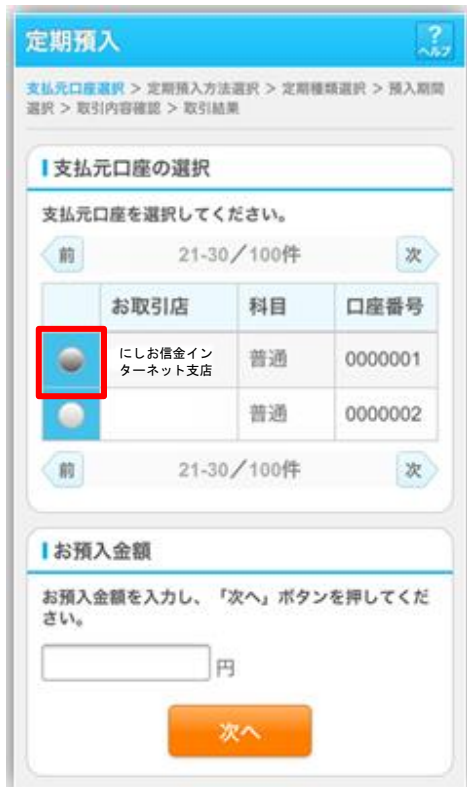 定期預入
?
ヘルプ
支払元口座選択 > 定期預入方法選択 > 定期種類選択 > 預入期間
選択 > 取引内容確認 > 取引結果
支払元口座の選択
支払元口座を選択してください。
前 21-30／100件 次
お取引店 科目 口座番号
にしお信金イン
ターネット支店 普通 0000001
普通 0000002
前 21-30／100件 次
お預入金額
お預入金額を入力し、「次へ」ボタンを押してくだ
さい。
円
次へ